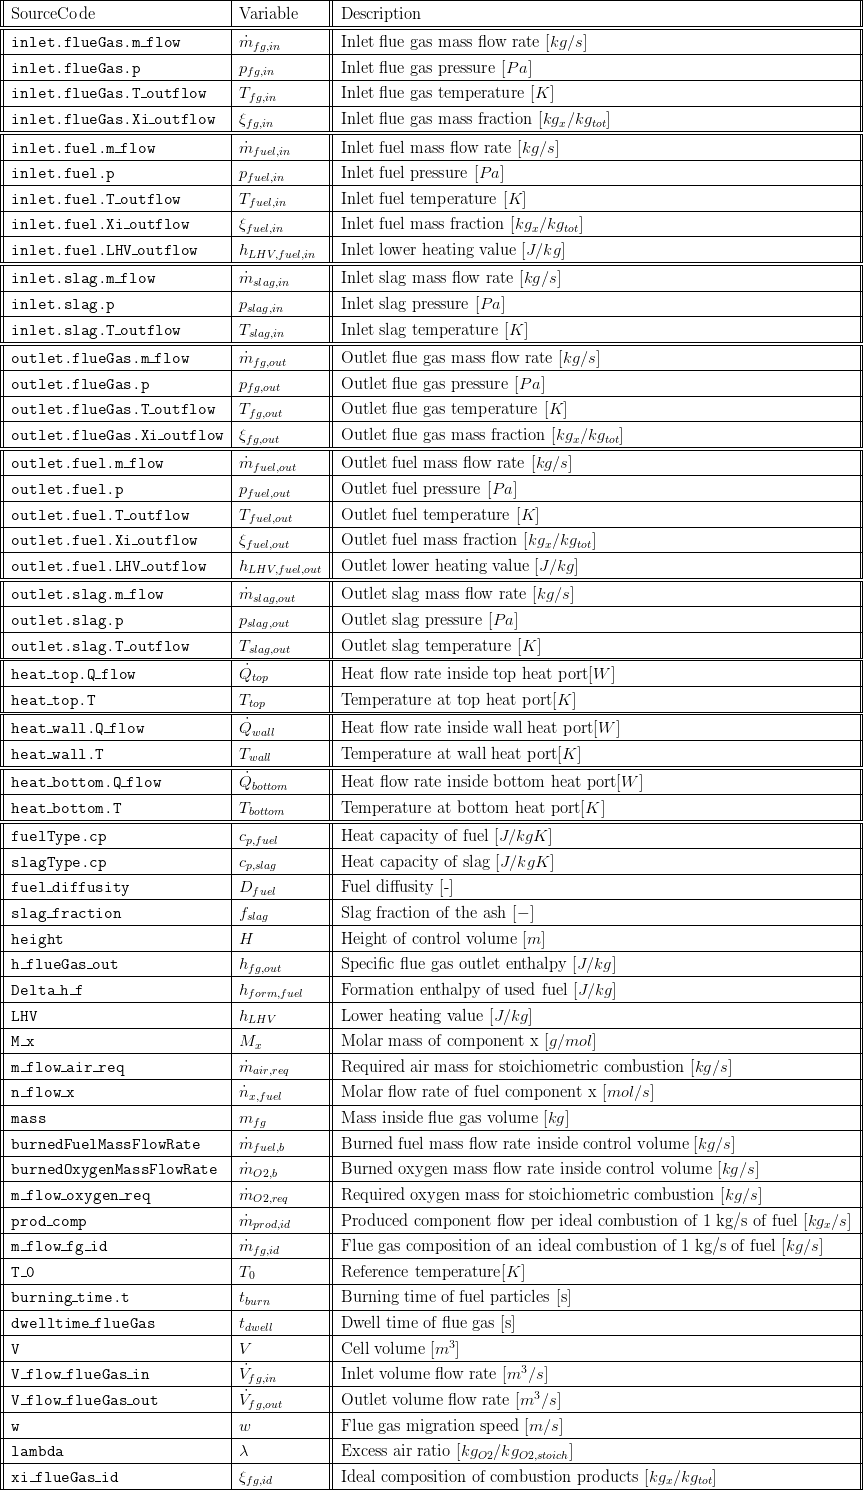 SourceCode Variable Description
inlet.flueGas.m_flow ṁ_{fg,in} Inlet flue gas mass flow rate [kg/s]
inlet.flueGas.p p_{fg,in} Inlet flue gas pressure [Pa]
inlet.flueGas.T_outflow T_{fg,in} Inlet flue gas temperature [K]
inlet.flueGas.Xi_outflow ξ_{fg,in} Inlet flue gas mass fraction [kg_x/kg_{tot}]
inlet.fuel.m_flow ṁ_{fuel,in} Inlet fuel mass flow rate [kg/s]
inlet.fuel.p p_{fuel,in} Inlet fuel pressure [Pa]
inlet.fuel.T_outflow T_{fuel,in} Inlet fuel temperature [K]
inlet.fuel.Xi_outflow ξ_{fuel,in} Inlet fuel mass fraction [kg_x/kg_{tot}]
inlet.fuel.LHV_outflow h_{LHV,fuel,in} Inlet lower heating value [J/kg]
inlet.slag.m_flow ṁ_{slag,in} Inlet slag mass flow rate [kg/s]
inlet.slag.p p_{slag,in} Inlet slag pressure [Pa]
inlet.slag.T_outflow T_{slag,in} Inlet slag temperature [K]
outlet.flueGas.m_flow ṁ_{fg,out} Outlet flue gas mass flow rate [kg/s]
outlet.flueGas.p p_{fg,out} Outlet flue gas pressure [Pa]
outlet.flueGas.T_outflow T_{fg,out} Outlet flue gas temperature [K]
outlet.flueGas.Xi_outflow ξ_{fg,out} Outlet flue gas mass fraction [kg_x/kg_{tot}]
outlet.fuel.m_flow ṁ_{fuel,out} Outlet fuel mass flow rate [kg/s]
outlet.fuel.p p_{fuel,out} Outlet fuel pressure [Pa]
outlet.fuel.T_outflow T_{fuel,out} Outlet fuel temperature [K]
outlet.fuel.Xi_outflow ξ_{fuel,out} Outlet fuel mass fraction [kg_x/kg_{tot}]
outlet.fuel.LHV_outflow h_{LHV,fuel,out} Outlet lower heating value [J/kg]
outlet.slag.m_flow ṁ_{slag,out} Outlet slag mass flow rate [kg/s]
outlet.slag.p p_{slag,out} Outlet slag pressure [Pa]
outlet.slag.T_outflow T_{slag,out} Outlet slag temperature [K]
heat_top.Q_flow Q̇_{top} Heat flow rate inside top heat port[W]
heat_top.T T_{top} Temperature at top heat port[K]
heat_wall.Q_flow Q̇_{wall} Heat flow rate inside wall heat port[W]
heat_wall.T T_{wall} Temperature at wall heat port[K]
heat_bottom.Q_flow Q̇_{bottom} Heat flow rate inside bottom heat port[W]
heat_bottom.T T_{bottom} Temperature at bottom heat port[K]
fuelType.cp c_{p,fuel} Heat capacity of fuel [J/kgK]
slagType.cp c_{p,slag} Heat capacity of slag [J/kgK]
fuel_diffusity D_{fuel} Fuel diffusity [-]
slag_fraction f_{slag} Slag fraction of the ash [−]
height H Height of control volume [m]
h_flueGas_out h_{fg,out} Specific flue gas outlet enthalpy [J/kg]
Delta_h_f h_{form,fuel} Formation enthalpy of used fuel [J/kg]
LHV h_{LHV} Lower heating value [J/kg]
M_x M_x Molar mass of component x [g/mol]
m_flow_air_req ṁ_{air,req} Required air mass for stoichiometric combustion [kg/s]
n_flow_x ṅ_{x,fuel} Molar flow rate of fuel component x [mol/s]
mass m_{fg} Mass inside flue gas volume [kg]
burnedFuelMassFlowRate ṁ_{fuel,b} Burned fuel mass flow rate inside control volume [kg/s]
burnedOxygenMassFlowRate ṁ_{O2,b} Burned oxygen mass flow rate inside control volume [kg/s]
m_flow_oxygen_req ṁ_{O2,req} Required oxygen mass for stoichiometric combustion [kg/s]
prod_comp ṁ_{prod,id} Produced component flow per ideal combustion of 1 kg/s of fuel [kg_x/s]
m_flow_fg_id ṁ_{fg,id} Flue gas composition of an ideal combustion of 1 kg/s of fuel [kg/s]
T_0 T_0 Reference temperature[K]
burning_time.t t_{burn} Burning time of fuel particles [s]
dwelltime_flueGas t_{dwell} Dwell time of flue gas [s]
V V Cell volume [m³]
V_flow_flueGas_in V̇_{fg,in} Inlet volume flow rate [m³/s]
V_flow_flueGas_out V̇_{fg,out} Outlet volume flow rate [m³/s]
w w Flue gas migration speed [m/s]
lambda λ Excess air ratio [kg_{O2}/kg_{O2,stoich}]
xi_flueGas_id ξ_{fg,id} Ideal composition of combustion products [kg_x/kg_{tot}]